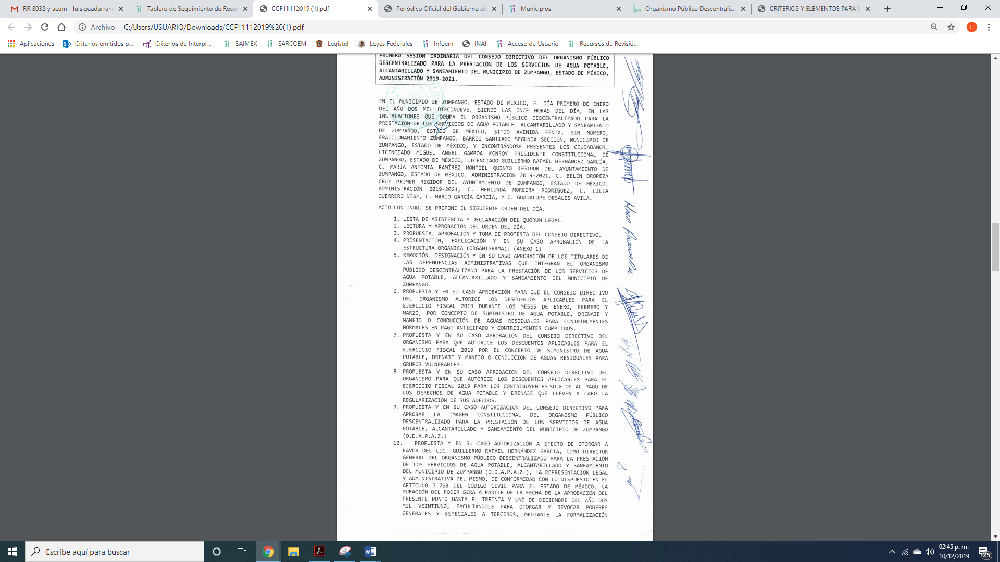 RR 8032 y acum - luis.guadarram
Tablero de Seguimiento de Recur
CCF11112019 (1).pdf
Periódico Oficial del Gobierno de
Municipios
Organismo Público Descentraliza
CRITERIOS Y ELEMENTOS PARA U
Archivo
C:/Users/USUARIO/Downloads/CCF11112019%20(1).pdf
L
Aplicaciones
Criterios emitidos p...
Criterios de Interpr...
SAIMEX
SARCOEM
Legistel
Leyes Federales
Infoem
INAI
Acceso de Usuario
Recursos de Revisió...
PRIMERA SESIÓN ORDINARIA DEL CONSEJO DIRECTIVO DEL ORGANISMO PÚBLICO
DESCENTRALIZADO PARA LA PRESTACIÓN DE LOS SERVICIOS DE AGUA POTABLE,
ALCANTARILLADO Y SANEAMIENTO DEL MUNICIPIO DE ZUMPANGO, ESTADO DE MÉXICO,
ADMINISTRACIÓN 2019-2021.
EN EL MUNICIPIO DE ZUMPANGO, ESTADO DE MÉXICO, EL DÍA PRIMERO DE ENERO
DEL AÑO DOS MIL DIECINUEVE, SIENDO LAS ONCE HORAS DEL DÍA, EN LAS
INSTALACIONES QUE OCUPA EL ORGANISMO PÚBLICO DESCENTRALIZADO PARA LA
PRESTACIÓN DE LOS SERVICIOS DE AGUA POTABLE, ALCANTARILLADO Y SANEAMIENTO
DE ZUMPANGO, ESTADO DE MÉXICO, SITIO AVENIDA FÉNIX, SIN NÚMERO,
FRACCIONAMIENTO ZUMPANGO, BARRIO SANTIAGO SEGUNDA SECCIÓN, MUNICIPIO DE
ZUMPANGO, ESTADO DE MÉXICO, Y ENCONTRÁNDOSE PRESENTES LOS CIUDADANOS,
LICENCIADO MIGUEL ÁNGEL GAMBOA MONROY PRESIDENTE CONSTITUCIONAL DE
ZUMPANGO, ESTADO DE MÉXICO, LICENCIADO GUILLERMO RAFAEL HERNÁNDEZ GARCÍA,
C. MARÍA ANTONIA RAMÍREZ MONTIEL QUINTO REGIDOR DEL AYUNTAMIENTO DE
ZUMPANGO, ESTADO DE MÉXICO, ADMINISTRACIÓN 2019-2021, C. BELEN OROPEZA
CRUZ PRIMER REGIDOR DEL AYUNTAMIENTO DE ZUMPANGO, ESTADO DE MÉXICO,
ADMINISTRACIÓN 2019-2021, C. HERLINDA MOREIRA RODRÍGUEZ, C. LILIA
GUERRERO DÍAZ, C. MARIO GARCÍA GARCÍA, Y C. GUADALUPE DESALES AVILA.
ACTO CONTINUO, SE PROPONE EL SIGUIENTE ORDEN DEL DÍA.
1. LISTA DE ASISTENCIA Y DECLARACIÓN DEL QUÓRUM LEGAL.
2. LECTURA Y APROBACIÓN DEL ORDEN DEL DÍA.
3. PROPUESTA, APROBACIÓN Y TOMA DE PROTESTA DEL CONSEJO DIRECTIVO.
4. PRESENTACIÓN, EXPLICACIÓN Y EN SU CASO APROBACIÓN DE LA
ESTRUCTURA ORGÁNICA (ORGANIGRAMA). (ANEXO 1)
5. REMOCIÓN, DESIGNACIÓN Y EN SU CASO APROBACIÓN DE LOS TITULARES DE
LAS DEPENDENCIAS ADMINISTRATIVAS QUE INTEGRAN EL ORGANISMO
PÚBLICO DESCENTRALIZADO PARA LA PRESTACIÓN DE LOS SERVICIOS DE
AGUA POTABLE, ALCANTARILLADO Y SANEAMIENTO DEL MUNICIPIO DE
ZUMPANGO.
6. PROPUESTA Y EN SU CASO APROBACIÓN PARA QUE EL CONSEJO DIRECTIVO
DEL ORGANISMO AUTORICE LOS DESCUENTOS APLICABLES PARA EL
EJERCICIO FISCAL 2019 DURANTE LOS MESES DE ENERO, FEBRERO Y
MARZO, POR CONCEPTO DE SUMINISTRO DE AGUA POTABLE, DRENAJE Y
MANEJO O CONDUCCIÓN DE AGUAS RESIDUALES PARA CONTRIBUYENTES
NORMALES EN PAGO ANTICIPADO Y CONTRIBUYENTES CUMPLIDOS.
7. PROPUESTA Y EN SU CASO APROBACIÓN DEL CONSEJO DIRECTIVO DEL
ORGANISMO PARA QUE AUTORICE LOS DESCUENTOS APLICABLES PARA EL
EJERCICIO FISCAL 2019 POR EL CONCEPTO DE SUMINISTRO DE AGUA
POTABLE, DRENAJE Y MANEJO O CONDUCCIÓN DE AGUAS RESIDUALES PARA
GRUPOS VULNERABLES.
8. PROPUESTA Y EN SU CASO APROBACION DEL CONSEJO DIRECTIVO DEL
ORGANISMO PARA QUE AUTORICE LOS DESCUENTOS APLICABLES PARA EL
EJERCICIO FISCAL 2019 PARA LOS CONTRIBUYENTES SUJETOS AL PAGO DE
LOS DERECHOS DE AGUA POTABLE Y DRENAJE QUE LLEVEN A CABO LA
REGULARIZACIÓN DE SUS ADEUDOS.
9. PROPUESTA Y EN SU CASO AUTORIZACIÓN DEL CONSEJO DIRECTIVO PARA
APROBAR LA IMAGEN CONSTITUCIONAL DEL ORGANISMO PÚBLICO
DESCENTRALIZADO PARA LA PRESTACIÓN DE LOS SERVICIOS DE AGUA
POTABLE, ALCANTARILLADO Y SANEAMIENTO DEL MUNICIPIO DE ZUMPANGO
(O.D.A.P.A.Z.)
10. PROPUESTA Y EN SU CASO AUTORIZACIÓN A EFECTO DE OTORGAR A
FAVOR DEL LIC. GUILLERMO RAFAEL HERNÁNDEZ GARCÍA, COMO DIRECTOR
GENERAL DEL ORGANISMO PÚBLICO DESCENTRALIZADO PARA LA PRESTACIÓN
DE LOS SERVICIOS DE AGUA POTABLE, ALCANTARILLADO Y SANEAMIENTO
DEL MUNICIPIO DE ZUMPANGO (O.D.A.P.A.Z.), LA REPRESENTACIÓN LEGAL
Y ADMINISTRATIVA DEL MISMO, DE CONFORMIDAD CON LO DISPUESTO EN EL
ARTICULO 7.768 DEL CÓDIGO CIVIL PARA EL ESTADO DE MÉXICO, LA
DURACIÓN DEL PODER SERÁ A PARTIR DE LA FECHA DE LA APROBACIÓN DEL
PRESENTE PUNTO HASTA EL TREINTA Y UNO DE DICIEMBRE DEL AÑO DOS
MIL VEINTIUNO, FACULTÁNDOLE PARA OTORGAR Y REVOCAR PODERES
GENERALES Y ESPECIALES A TERCEROS, MEDIANTE LA FORMALIZACIÓN
Escribe aquí para buscar
02:45 p. m.
10/12/2019
25